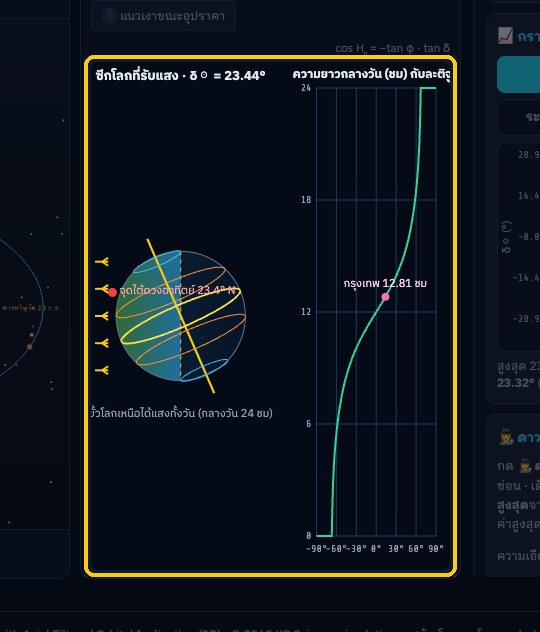 แนวเงาขณะอุปราคา
cos H₀ = −tan φ · tan δ
ซีกโลกที่รับแสง · δ☉ = 23.44°
ความยาวกลางวัน (ชม) กับละติจู
24
18
12
6
0
จุดใต้ดวงอาทิตย์ 23.4° N
กรุงเทพ 12.81 ชม
ขั้วโลกเหนือได้แสงทั้งวัน (กลางวัน 24 ชม)
-90° -60° -30° 0° 30° 60° 90°
28.9
14.4
-0.0
-14.4
-28.9
δ☉ (°)
สูงสุด 23
23.32° (
กด
ซ่อน · เ
สูงสุดจา
ค่าสูงสุด
ความเอีย